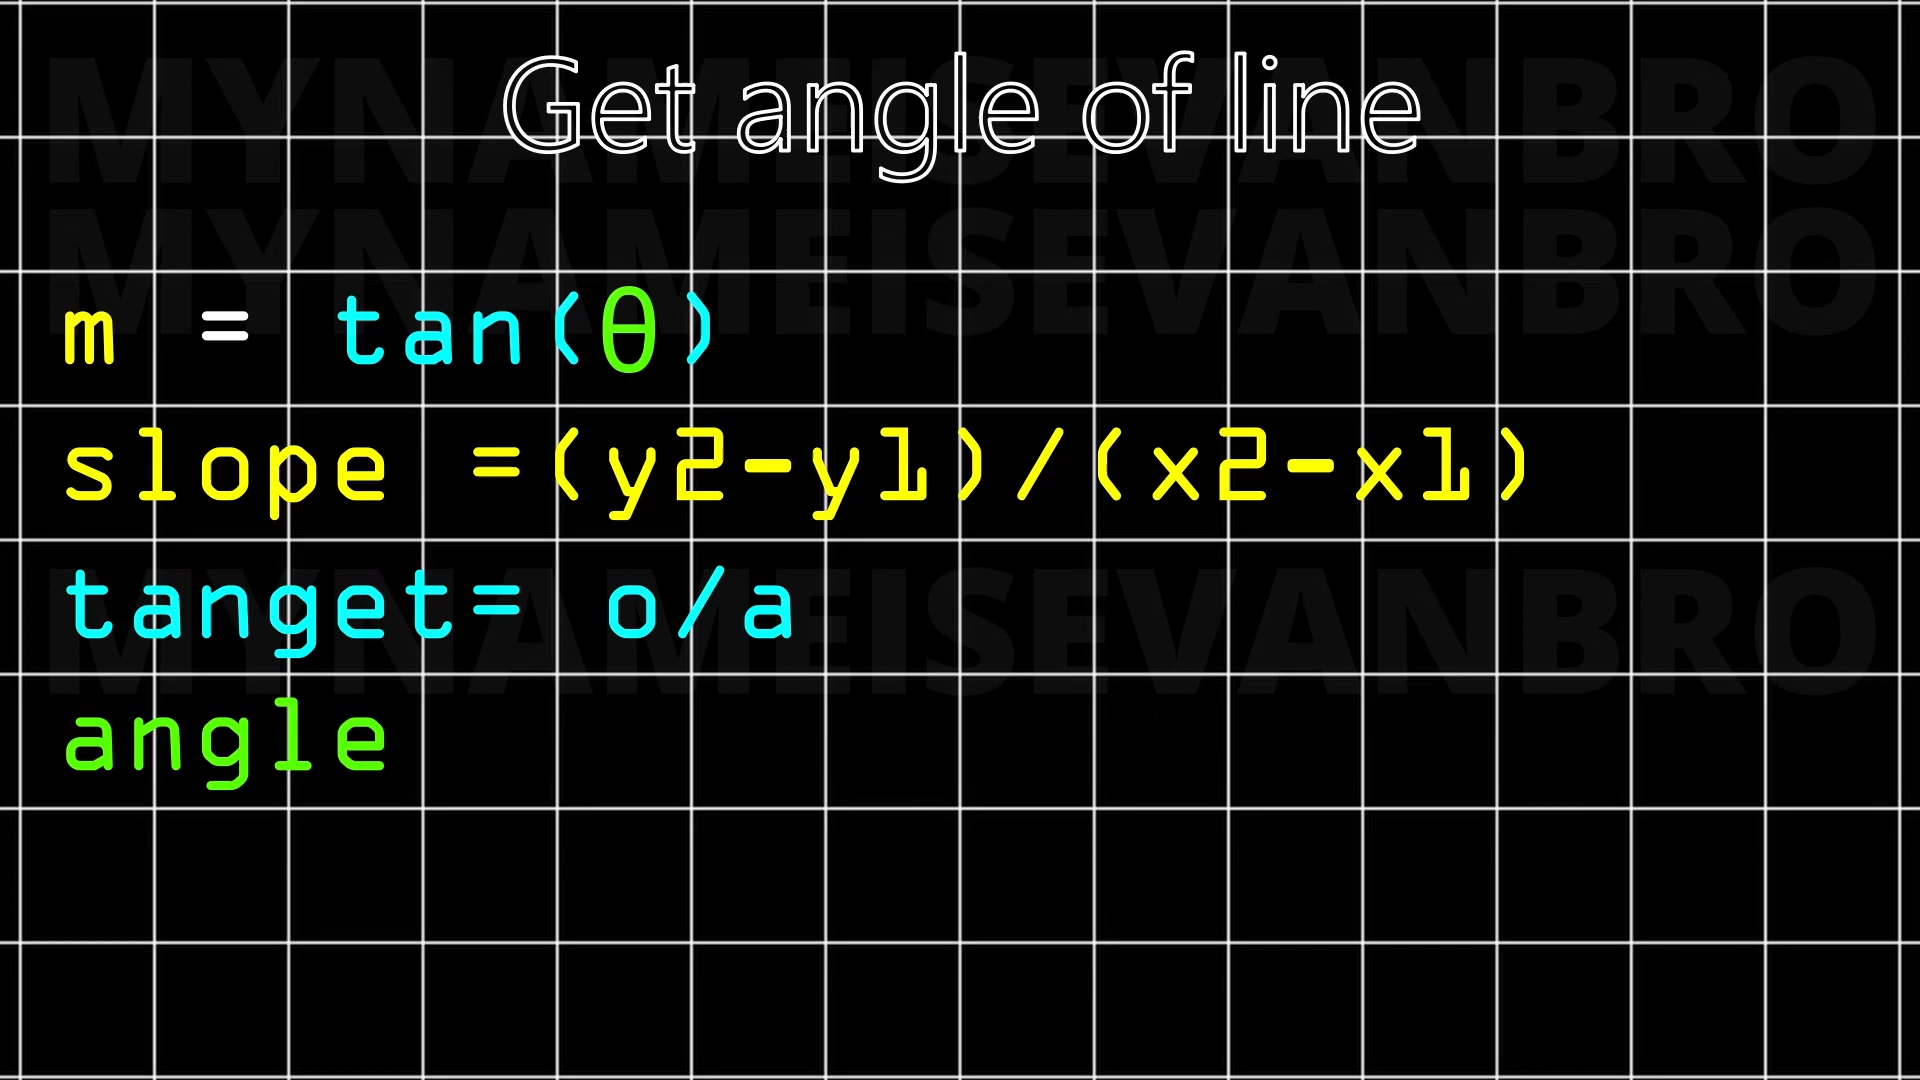 Get angle of line
MYNAMEISEVANBRO
MYNAMEISEVANBRO
m = tan(θ)
slope =(y2-y1)/(x2-x1)
tanget= o/a
MYNAMEISEVANBRO
angle